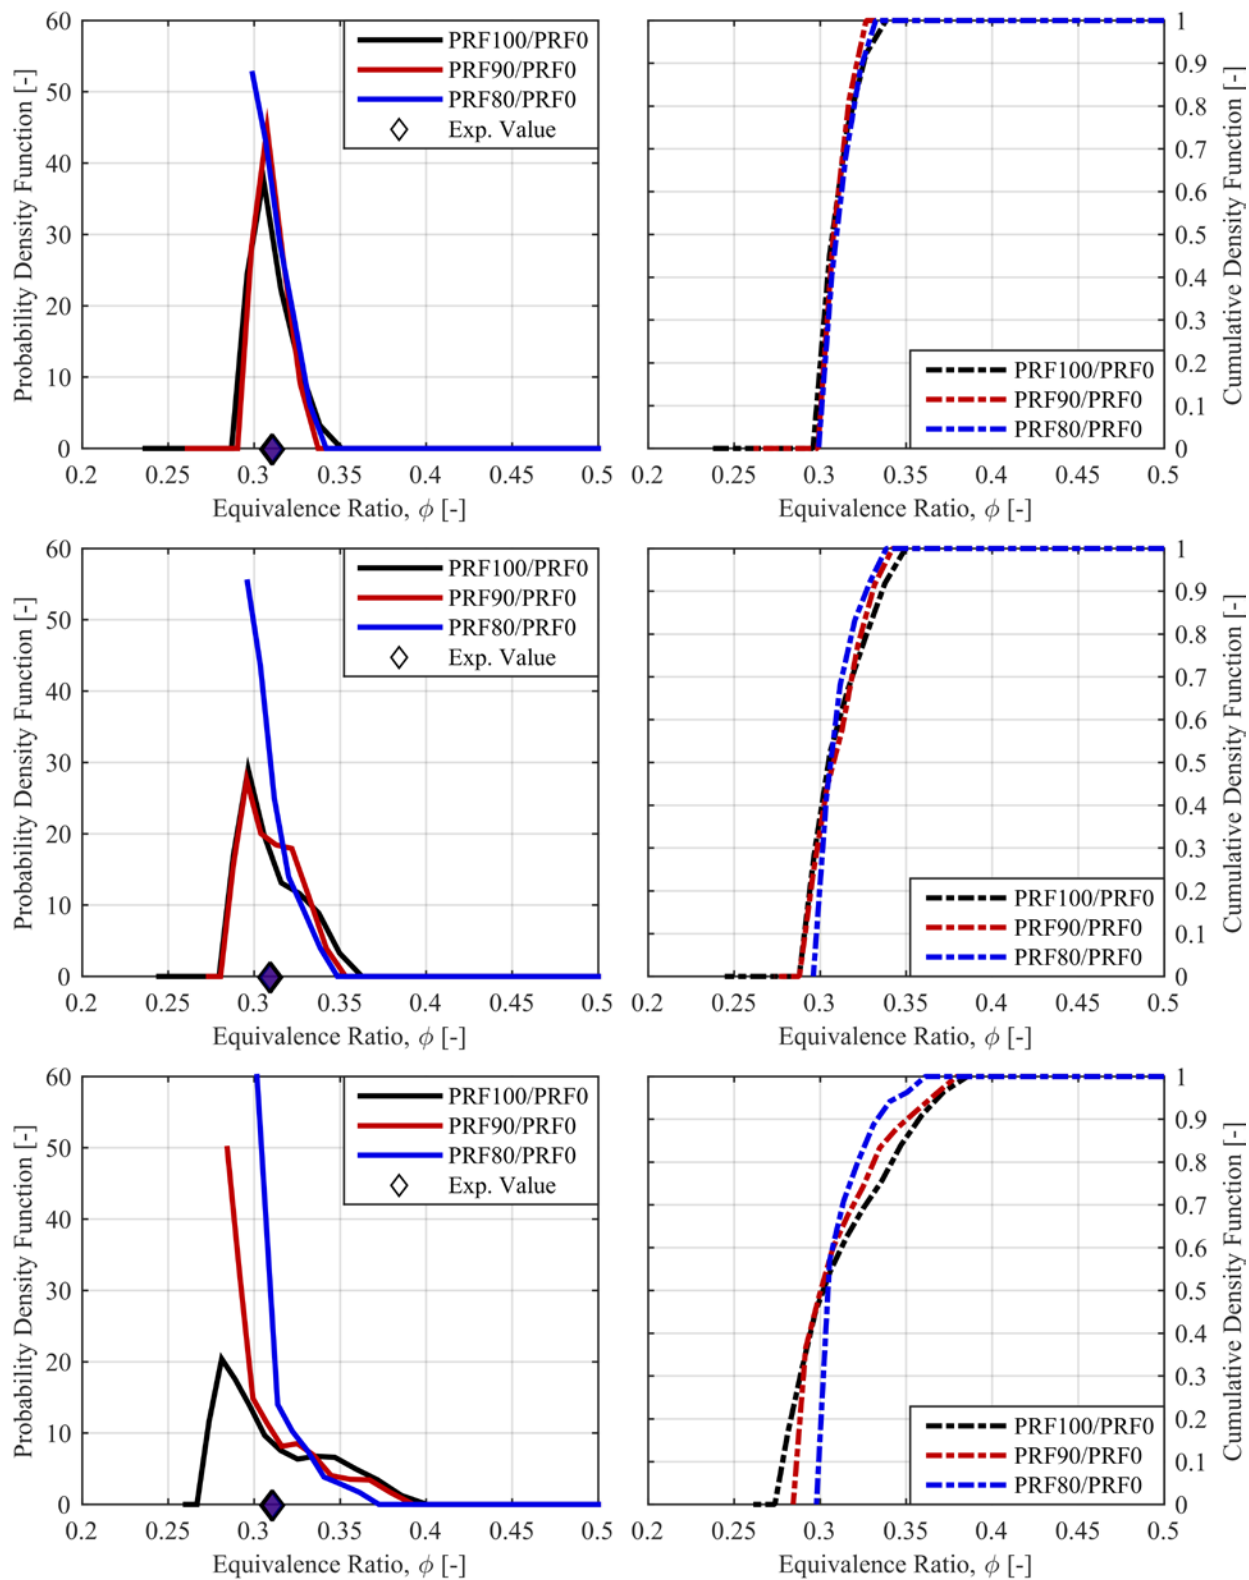 Probability Density Function [-]
60
50
40
30
20
10
0
PRF100/PRF0
PRF90/PRF0
PRF80/PRF0
Exp. Value
0.2 0.25 0.3 0.35 0.4 0.45 0.5
Equivalence Ratio, ϕ [-]
1
0.9
0.8
0.7
0.6
0.5
0.4
0.3
0.2
0.1
0
Cumulative Density Function [-]
PRF100/PRF0
PRF90/PRF0
PRF80/PRF0
0.2 0.25 0.3 0.35 0.4 0.45 0.5
Equivalence Ratio, ϕ [-]
Probability Density Function [-]
60
50
40
30
20
10
0
PRF100/PRF0
PRF90/PRF0
PRF80/PRF0
Exp. Value
0.2 0.25 0.3 0.35 0.4 0.45 0.5
Equivalence Ratio, ϕ [-]
1
0.9
0.8
0.7
0.6
0.5
0.4
0.3
0.2
0.1
0
Cumulative Density Function [-]
PRF100/PRF0
PRF90/PRF0
PRF80/PRF0
0.2 0.25 0.3 0.35 0.4 0.45 0.5
Equivalence Ratio, ϕ [-]
Probability Density Function [-]
60
50
40
30
20
10
0
PRF100/PRF0
PRF90/PRF0
PRF80/PRF0
Exp. Value
0.2 0.25 0.3 0.35 0.4 0.45 0.5
Equivalence Ratio, ϕ [-]
1
0.9
0.8
0.7
0.6
0.5
0.4
0.3
0.2
0.1
0
Cumulative Density Function [-]
PRF100/PRF0
PRF90/PRF0
PRF80/PRF0
0.2 0.25 0.3 0.35 0.4 0.45 0.5
Equivalence Ratio, ϕ [-]